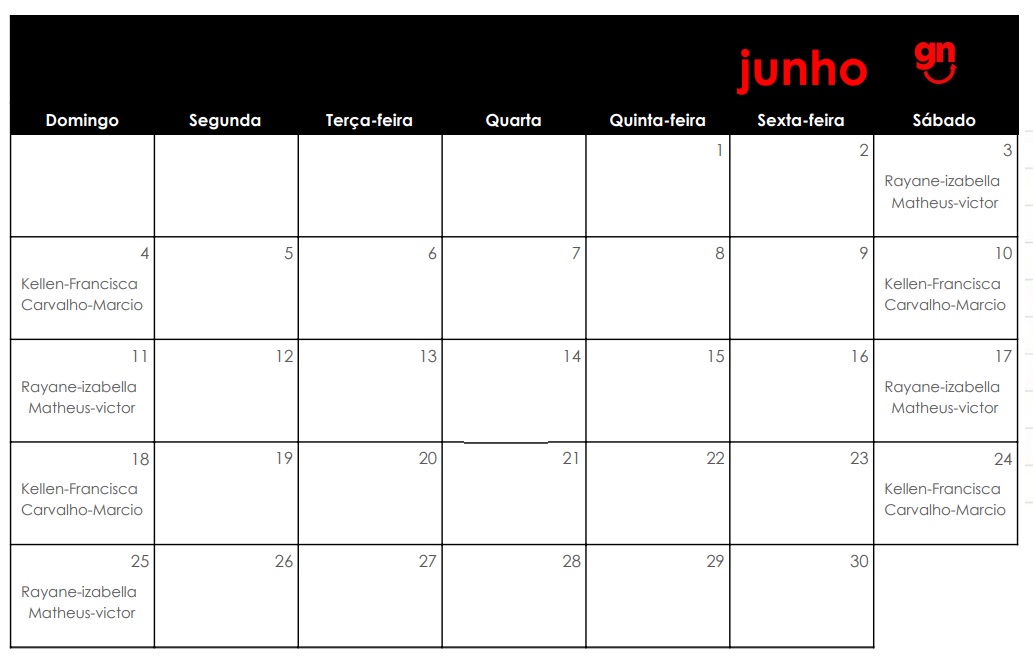 junho gn
Domingo Segunda Terça-feira Quarta Quinta-feira Sexta-feira Sábado
1 2 3
Rayane-izabella
Matheus-victor
4 5 6 7 8 9 10
Kellen-Francisca Kellen-Francisca
Carvalho-Marcio Carvalho-Marcio
11 12 13 14 15 16 17
Rayane-izabella Rayane-izabella
Matheus-victor Matheus-victor
18 19 20 21 22 23 24
Kellen-Francisca Kellen-Francisca
Carvalho-Marcio Carvalho-Marcio
25 26 27 28 29 30
Rayane-izabella
Matheus-victor